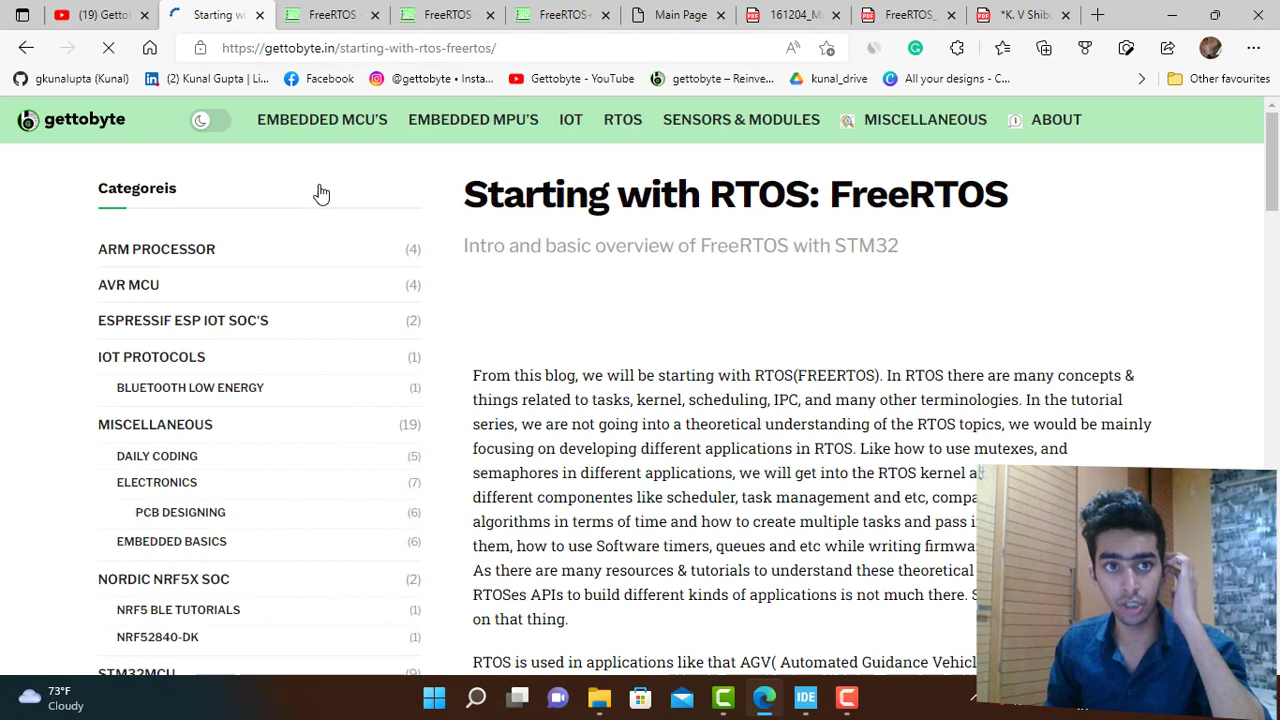 (19) Getto
Starting wi
FreeRTOS -
FreeRTOS -
FreeRTOS+
Main Page
161204_M
FreeRTOS_
*K. V Shib
https://gettobyte.in/starting-with-rtos-freertos/
gkunalupta (Kunal)
(2) Kunal Gupta | Li...
Facebook
@gettobyte • Insta...
Gettobyte - YouTube
gettobyte – Reinve...
kunal_drive
All your designs - C...
Other favourites
gettobyte
EMBEDDED MCU'S
EMBEDDED MPU'S
IOT
RTOS
SENSORS & MODULES
MISCELLANEOUS
ABOUT
Categoreis
ARM PROCESSOR (4)
AVR MCU (4)
ESPRESSIF ESP IOT SOC'S (2)
IOT PROTOCOLS (1)
BLUETOOTH LOW ENERGY (1)
MISCELLANEOUS (19)
DAILY CODING (5)
ELECTRONICS (7)
PCB DESIGNING (6)
EMBEDDED BASICS (6)
NORDIC NRF5X SOC (2)
NRF5 BLE TUTORIALS (1)
NRF52840-DK (1)
STM32MCU (9)
Starting with RTOS: FreeRTOS
Intro and basic overview of FreeRTOS with STM32
From this blog, we will be starting with RTOS(FREERTOS). In RTOS there are many concepts &
things related to tasks, kernel, scheduling, IPC, and many other terminologies. In the tutorial
series, we are not going into a theoretical understanding of the RTOS topics, we would be mainly
focusing on developing different applications in RTOS. Like how to use mutexes, and
semaphores in different applications, we will get into the RTOS kernel a
different componentes like scheduler, task management and etc, compa
algorithms in terms of time and how to create multiple tasks and pass i
them, how to use Software timers, queues and etc while writing firmwa
As there are many resources & tutorials to understand these theoretical
RTOSes APIs to build different kinds of applications is not much there. S
on that thing.
RTOS is used in applications like that AGV( Automated Guidance Vehic
73°F
Cloudy
IDE